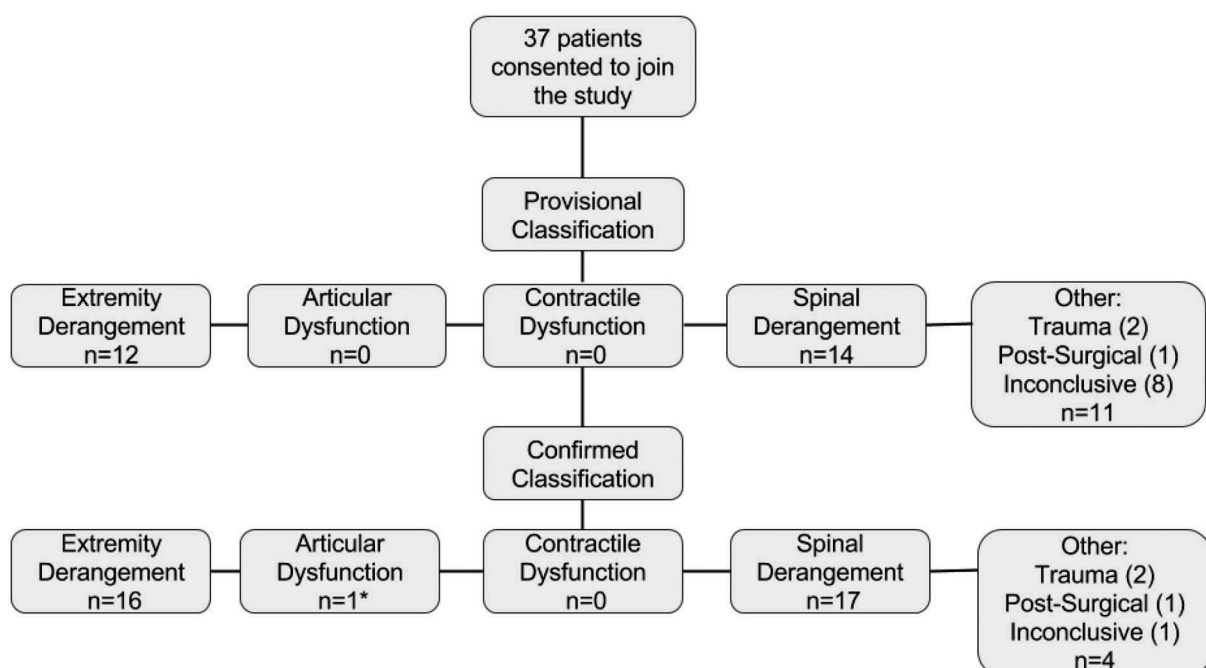 37 patients
consented to join
the study
Provisional
Classification
Extremity
Derangement
n=12
Articular
Dysfunction
n=0
Contractile
Dysfunction
n=0
Spinal
Derangement
n=14
Other:
Trauma (2)
Post-Surgical (1)
Inconclusive (8)
n=11
Confirmed
Classification
Extremity
Derangement
n=16
Articular
Dysfunction
n=1*
Contractile
Dysfunction
n=0
Spinal
Derangement
n=17
Other:
Trauma (2)
Post-Surgical (1)
Inconclusive (1)
n=4